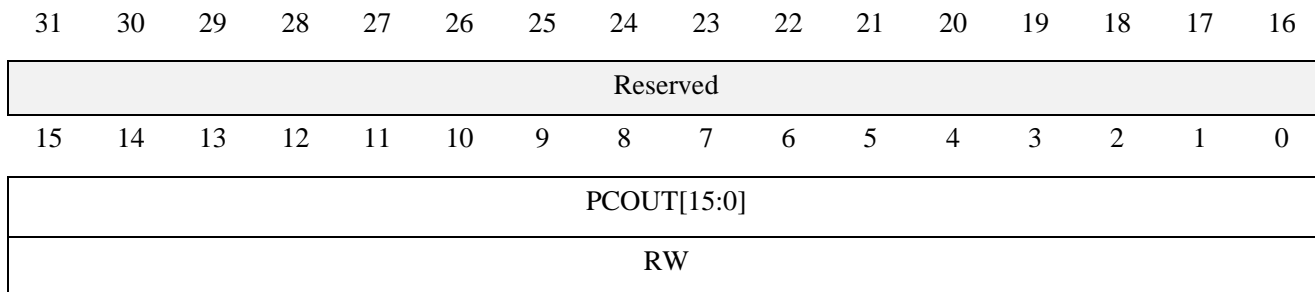 31 30 29 28 27 26 25 24 23 22 21 20 19 18 17 16
Reserved
15 14 13 12 11 10 9 8 7 6 5 4 3 2 1 0
PCOUT[15:0]
RW